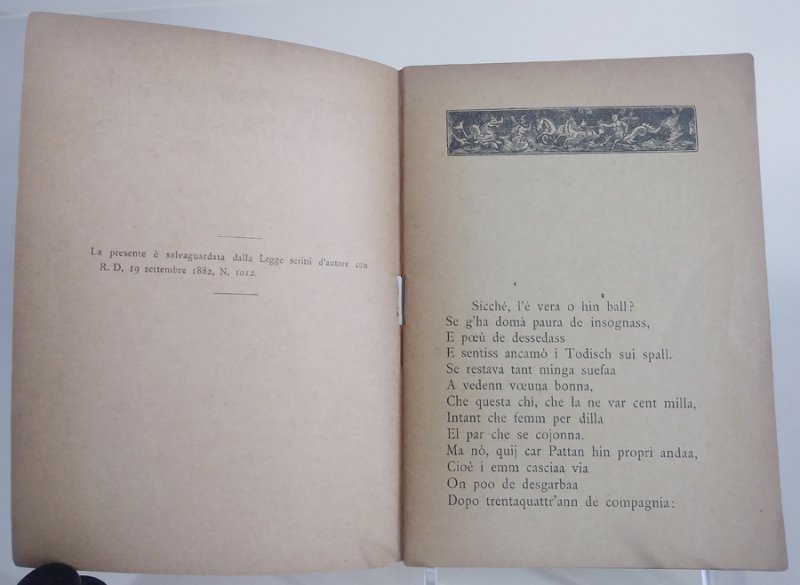 La presente è salvaguardata dalla Legge scritti d'autore con
R. D. 19 settembre 1882, N. 1012.
Sicché, l'è vera o hin ball?
Se g'ha domà paura de insognass,
E pœù de dessedass
E sentiss ancamò i Todisch sui spall.
Se restava tant minga suefaa
A vedenn vœuna bonna,
Che questa chì, che la ne var cent milla,
Intant che femm per dilla
El par che se cojonna.
Ma nò, quij car Pattan hin propri andaa,
Cioé i emm casciaa via
On poo de desgarbaa
Dopo trentaquattr'ann de compagnia: